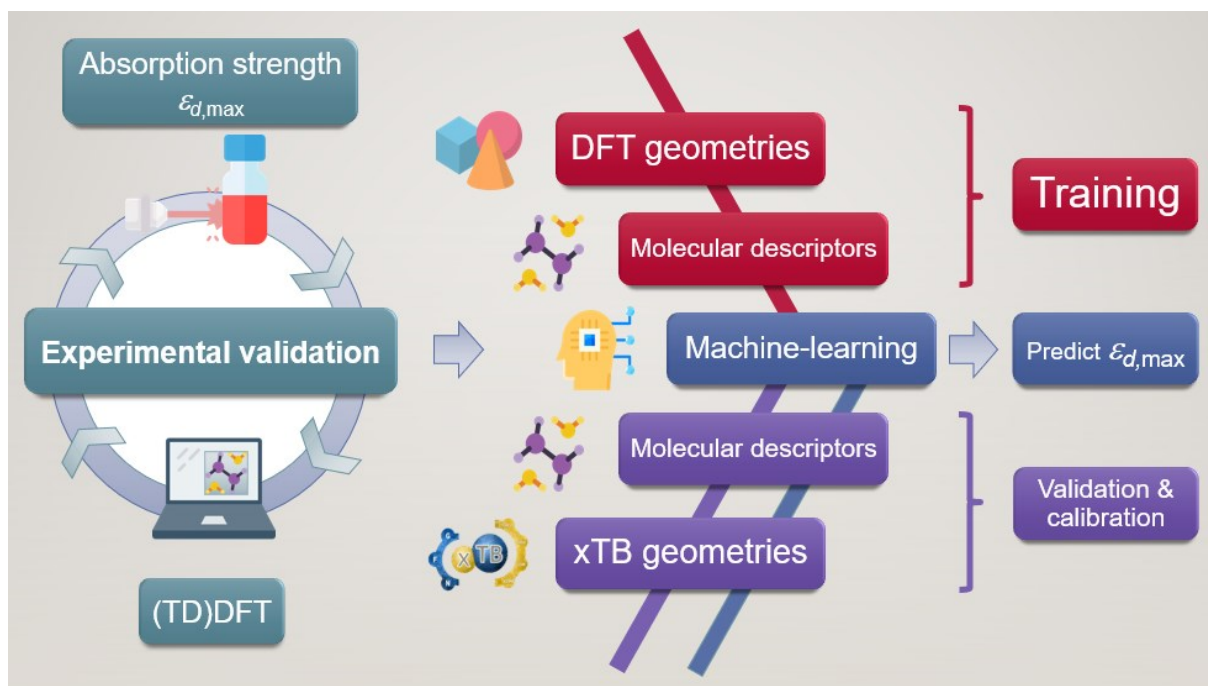 Absorption strength
εd,max
Experimental validation
(TD)DFT
DFT geometries
Molecular descriptors
Machine-learning
Molecular descriptors
xTB geometries
x TB
Training
Predict εd,max
Validation &
calibration